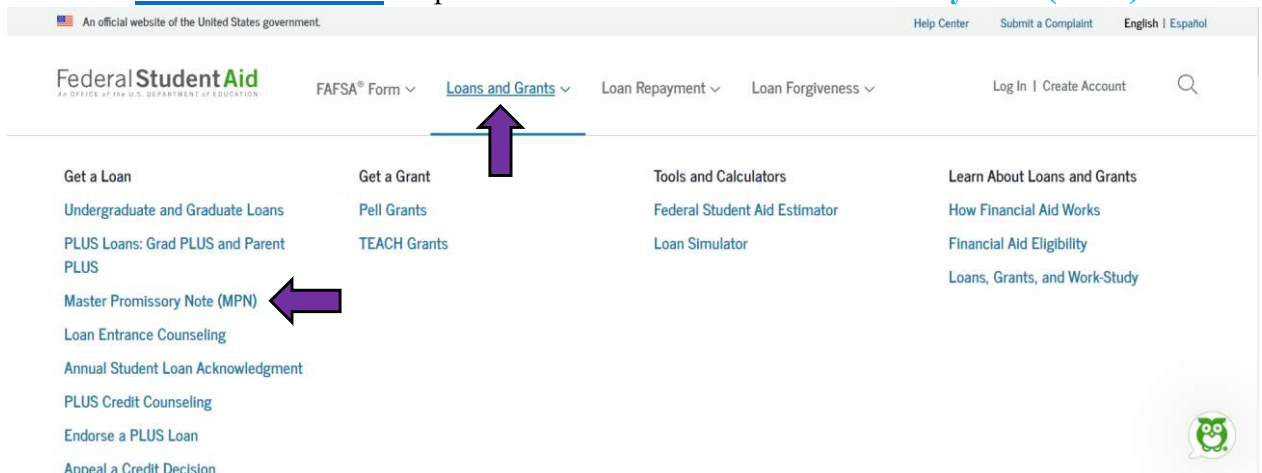 An official website of the United States government.
Help Center Submit a Complaint English | Español
Federal Student Aid
An OFFICE of the U.S. DEPARTMENT of EDUCATION
FAFSA® Form Loans and Grants Loan Repayment Loan Forgiveness Log In | Create Account
Get a Loan
Undergraduate and Graduate Loans
PLUS Loans: Grad PLUS and Parent
PLUS
Master Promissory Note (MPN)
Loan Entrance Counseling
Annual Student Loan Acknowledgment
PLUS Credit Counseling
Endorse a PLUS Loan
Appeal a Credit Decision
Get a Grant
Pell Grants
TEACH Grants
Tools and Calculators
Federal Student Aid Estimator
Loan Simulator
Learn About Loans and Grants
How Financial Aid Works
Financial Aid Eligibility
Loans, Grants, and Work-Study